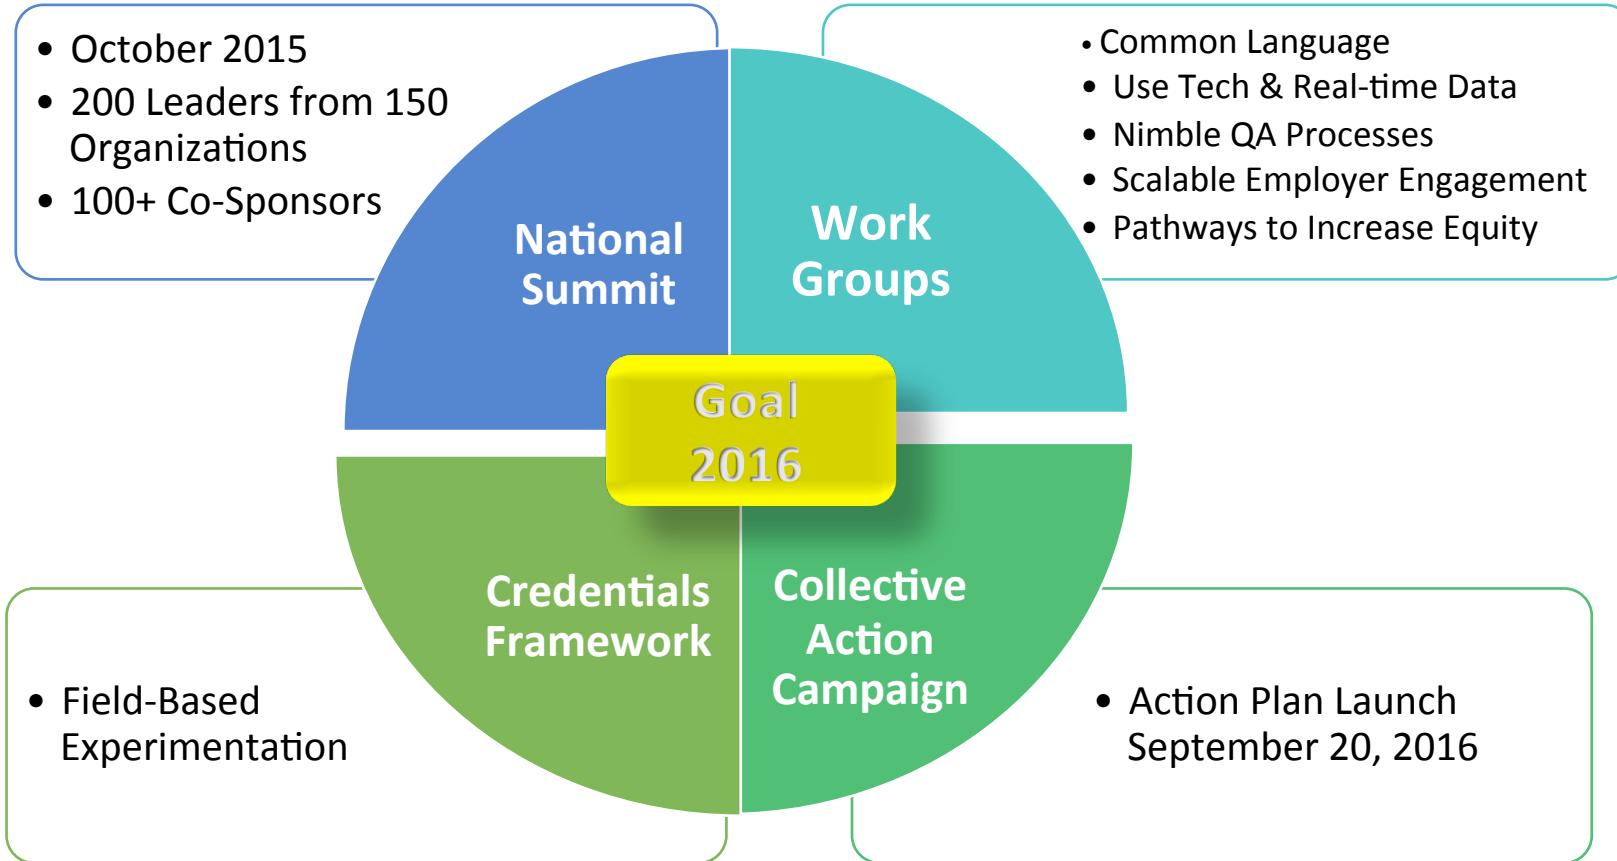 • October 2015
• 200 Leaders from 150
Organizations
• 100+ Co-Sponsors
National
Summit
• Common Language
• Use Tech & Real-time Data
• Nimble QA Processes
• Scalable Employer Engagement
• Pathways to Increase Equity
Work
Groups
Goal
2016
• Field-Based
Experimentation
Credentials
Framework
Collective
Action
Campaign
• Action Plan Launch
September 20, 2016